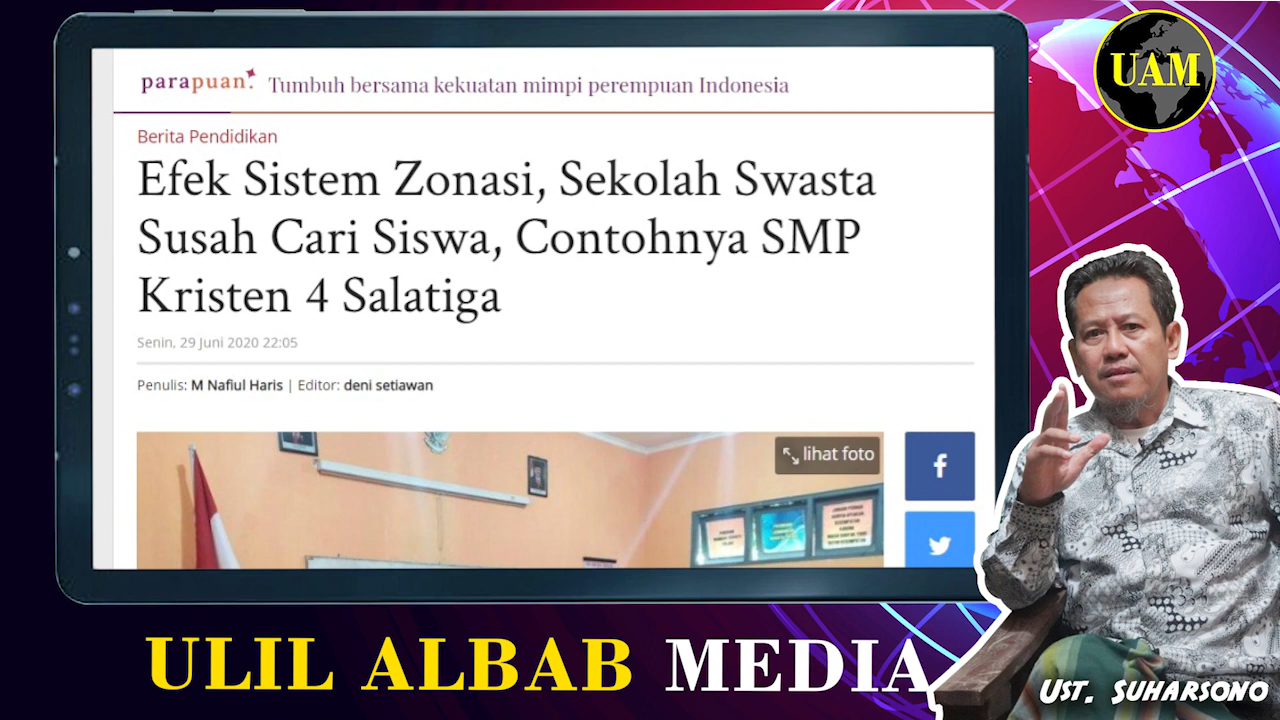 parapuan.
Tumbuh bersama kekuatan mimpi perempuan Indonesia
UAM
Berita Pendidikan
Efek Sistem Zonasi, Sekolah Swasta
Susah Cari Siswa, Contohnya SMP
Kristen 4 Salatiga
Senin, 29 Juni 2020 22:05
Penulis: M Nafiul Haris | Editor: deni setiawan
lihat foto
ULIL ALBAB MEDIA
UST. SUHARSONO